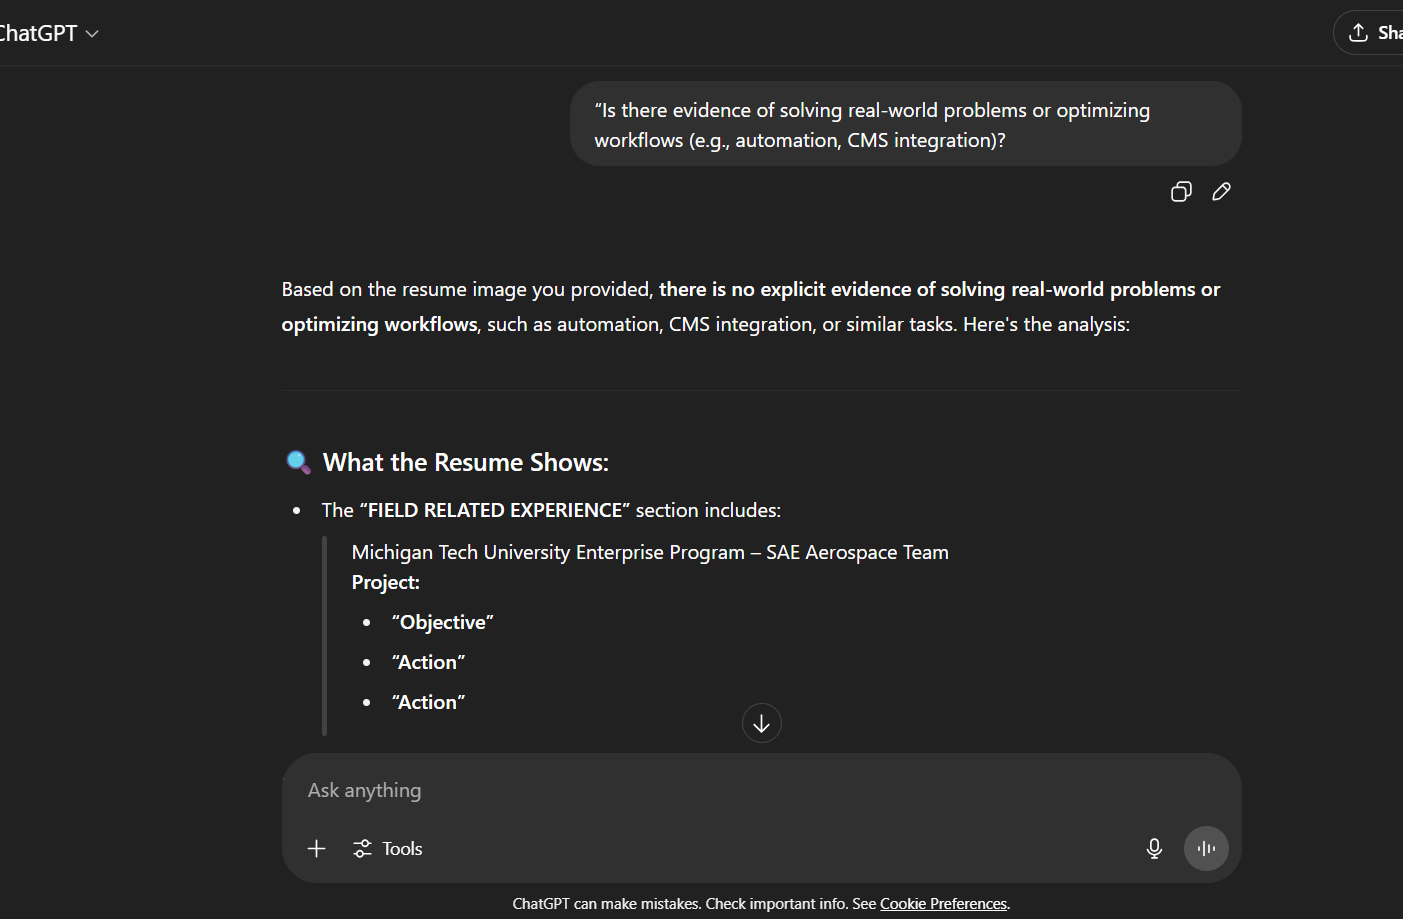 ChatGPT
Sha
“Is there evidence of solving real-world problems or optimizing
workflows (e.g., automation, CMS integration)?
Based on the resume image you provided, there is no explicit evidence of solving real-world problems or
optimizing workflows, such as automation, CMS integration, or similar tasks. Here's the analysis:
What the Resume Shows:
• The “FIELD RELATED EXPERIENCE” section includes:
Michigan Tech University Enterprise Program – SAE Aerospace Team
Project:
• “Objective”
• “Action”
• “Action”
Ask anything
Tools
ChatGPT can make mistakes. Check important info. See Cookie Preferences.